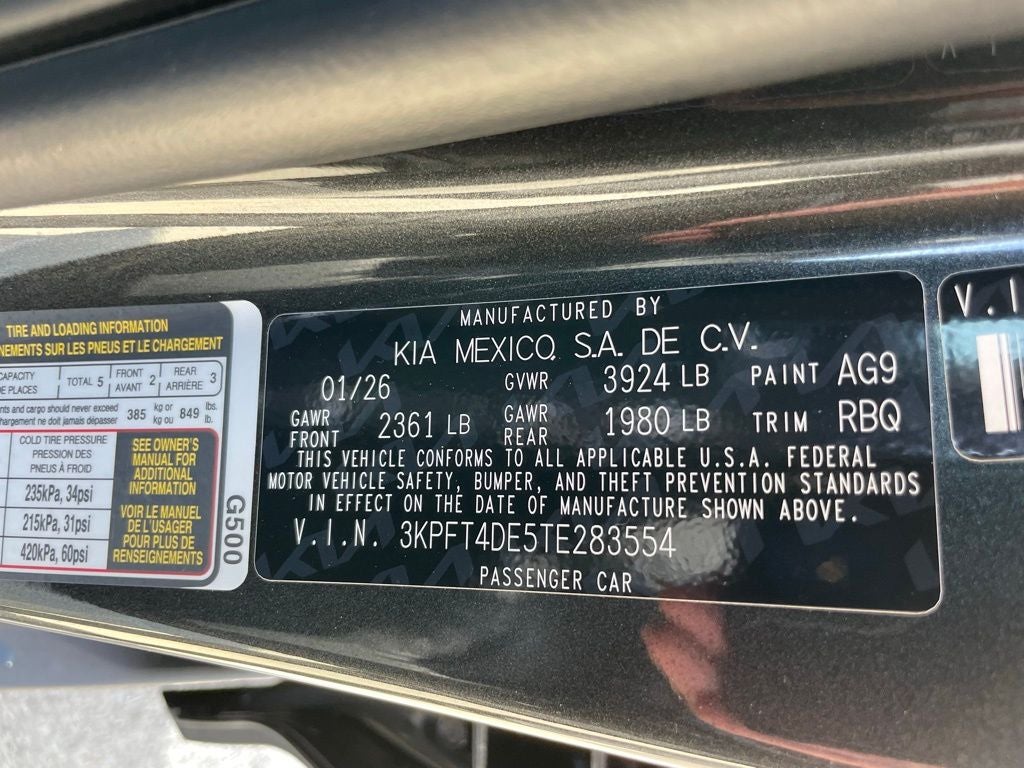 TIRE AND LOADING INFORMATION
NEMENTS SUR LES PNEUS ET LE CHARGEMENT
CAPACITY
DE PLACES
TOTAL 5
FRONT
AVANT 2
REAR
ARRIÈRE 3
nts and cargo should never exceed
chargement ne doit jamais dépasser
385 kg or
kg ou
849 lbs.
lb.
COLD TIRE PRESSURE
PRESSION DES
PNEUS À FROID
235kPa, 34psi
215kPa, 31psi
420kPa, 60psi
SEE OWNER'S
MANUAL FOR
ADDITIONAL
INFORMATION
VOIR LE MANUEL
DE L'USAGER
POUR PLUS DE
RENSEIGNEMENTS
G500
MANUFACTURED BY
KIA MEXICO, S.A. DE C.V.
01/26 GVWR 3924 LB PAINT AG9
GAWR FRONT 2361 LB GAWR REAR 1980 LB TRIM RBQ
THIS VEHICLE CONFORMS TO ALL APPLICABLE U.S.A. FEDERAL
MOTOR VEHICLE SAFETY, BUMPER, AND THEFT PREVENTION STANDARDS
IN EFFECT ON THE DATE OF MANUFACTURE SHOWN ABOVE.
V.I.N. 3KPFT4DE5TE283554
PASSENGER CAR
V.I